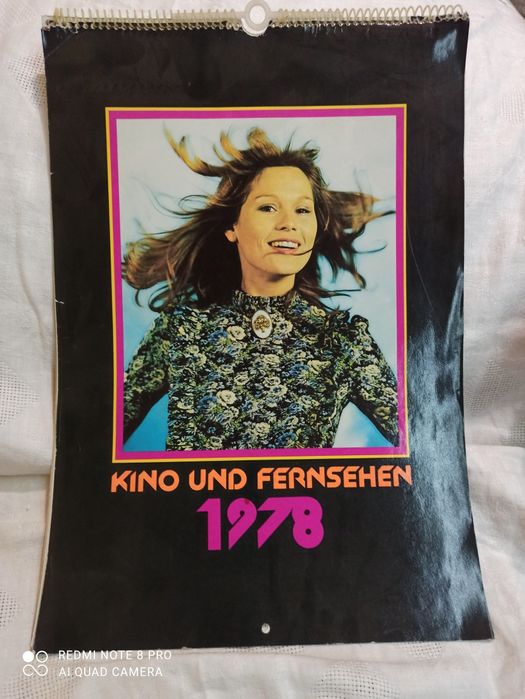 KINO UND FERNSEHEN
1978
REDMI NOTE 8 PRO
AI QUAD CAMERA